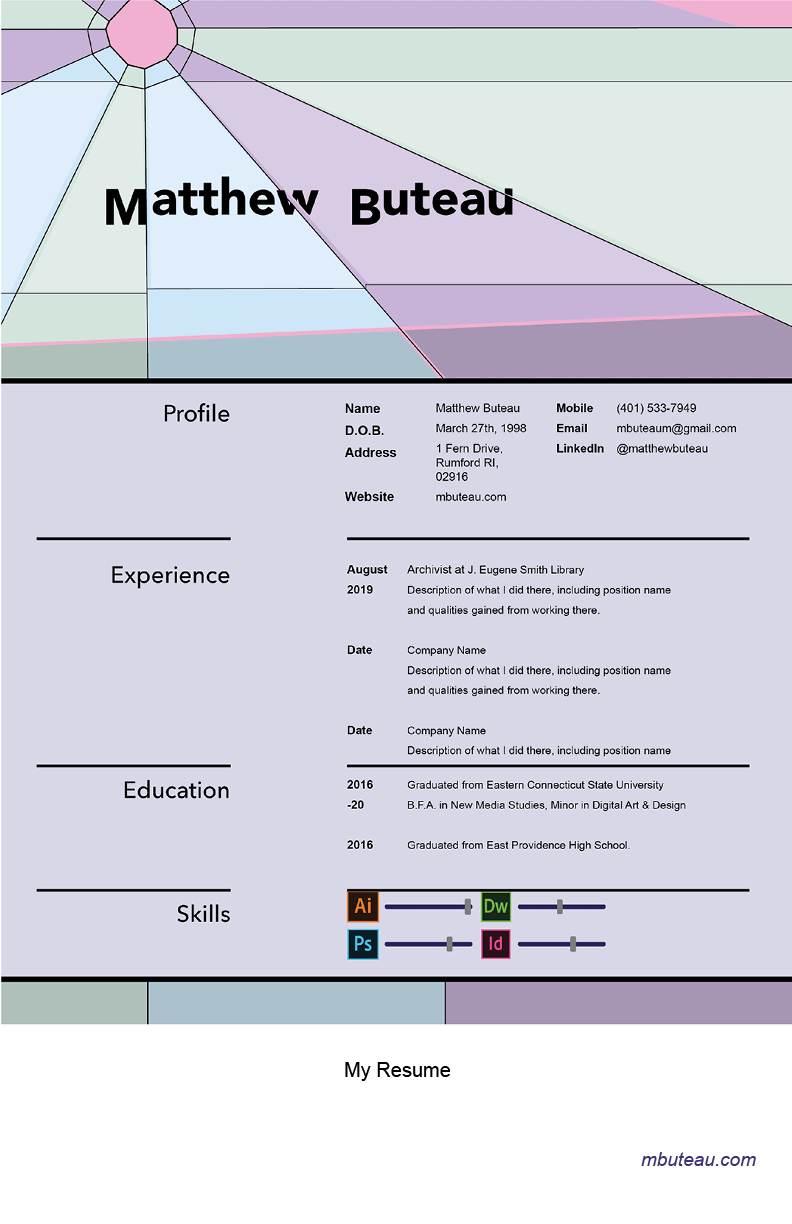 Matthew Buteau
Profile
Name Matthew Buteau Mobile (401) 533-7949
D.O.B. March 27th, 1998 Email mbuteaum@gmail.com
Address 1 Fern Drive, LinkedIn @matthewbuteau
Rumford RI,
02916
Website mbuteau.com
Experience
August Archivist at J. Eugene Smith Library
2019 Description of what I did there, including position name
and qualities gained from working there.
Date Company Name
Description of what I did there, including position name
and qualities gained from working there.
Date Company Name
Description of what I did there, including position name
Education
2016 Graduated from Eastern Connecticut State University
-20 B.F.A. in New Media Studies, Minor in Digital Art & Design
2016 Graduated from East Providence High School.
Skills
Ai Dw
Ps Id
My Resume
mbuteau.com